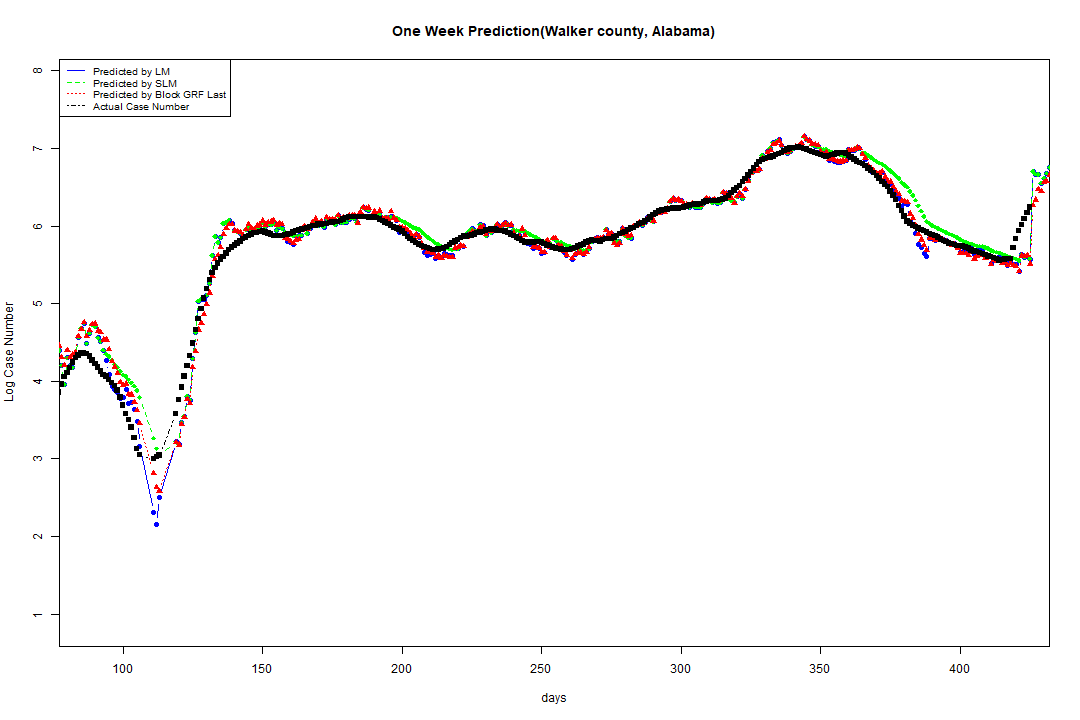 One Week Prediction(Walker county, Alabama)
Predicted by LM
Predicted by SLM
Predicted by Block GRF Last
Actual Case Number
8
7
6
5
4
3
2
1
Log Case Number
100 150 200 250 300 350 400
days